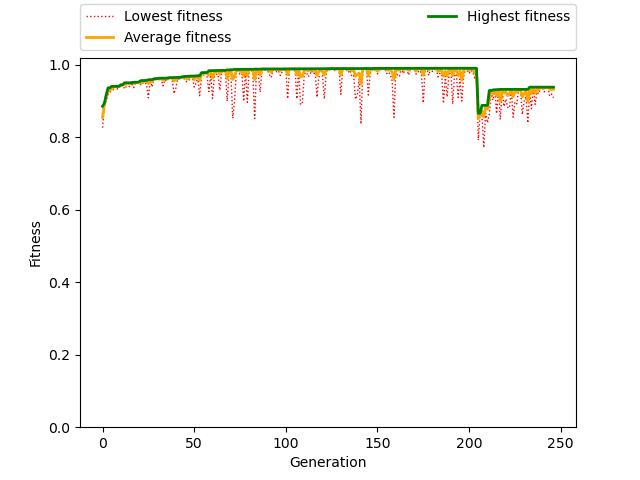 Lowest fitness
Average fitness
Highest fitness
1.0
0.8
0.6
0.4
0.2
0.0
Fitness
0 50 100 150 200 250
Generation